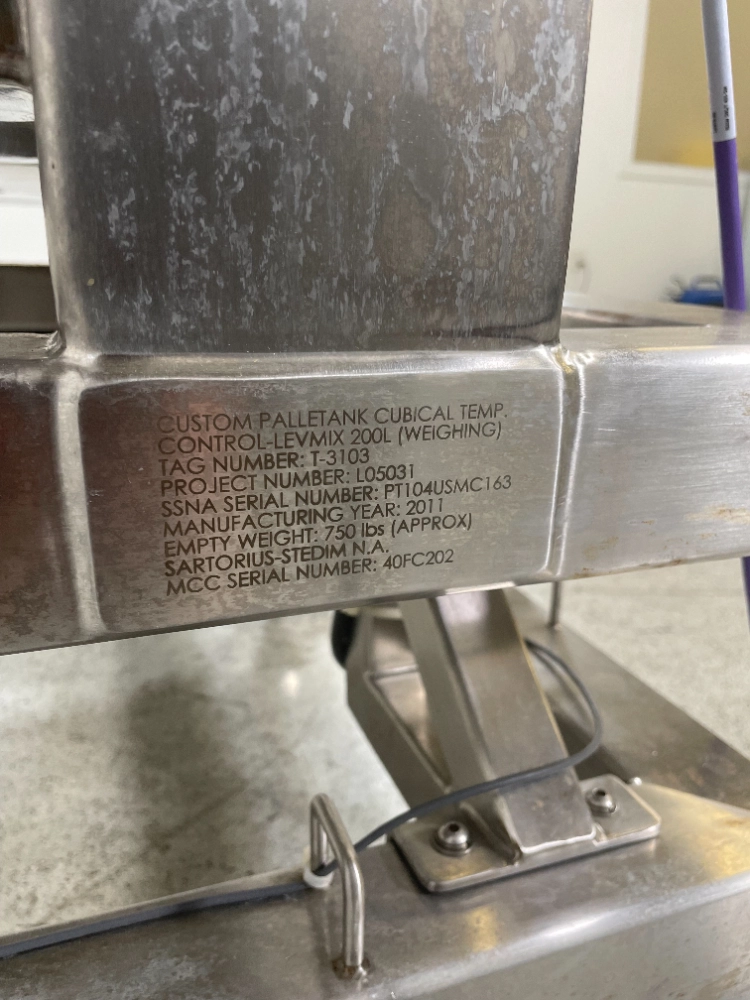 CUSTOM PALLETANK CUBICAL TEMP.
CONTROL-LEVMIX 200L (WEIGHING)
TAG NUMBER: T-3103
PROJECT NUMBER: L05031
SSNA SERIAL NUMBER: PT104USMC163
MANUFACTURING YEAR: 2011
EMPTY WEIGHT: 750 lbs (APPROX)
SARTORIUS-STEDIM N.A.
MCC SERIAL NUMBER: 40FC202